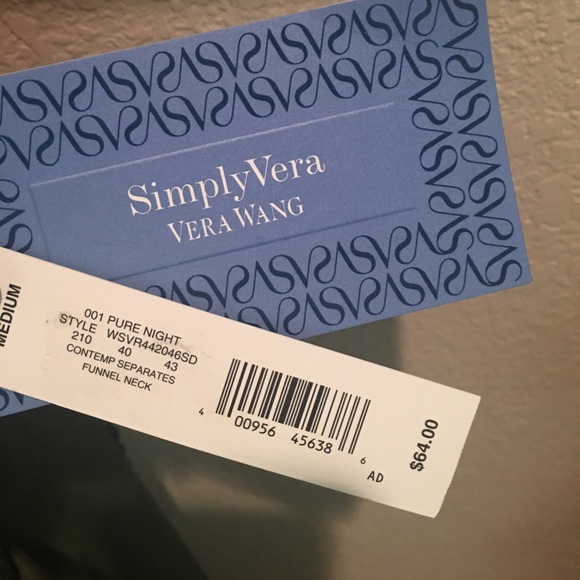 SimplyVera
VERA WANG
MEDIUM
001 PURE NIGHT
STYLE WSVR442046SD
210 40 43
CONTEMP SEPARATES
FUNNEL NECK
4 00956 45638 6
AD
$64.00